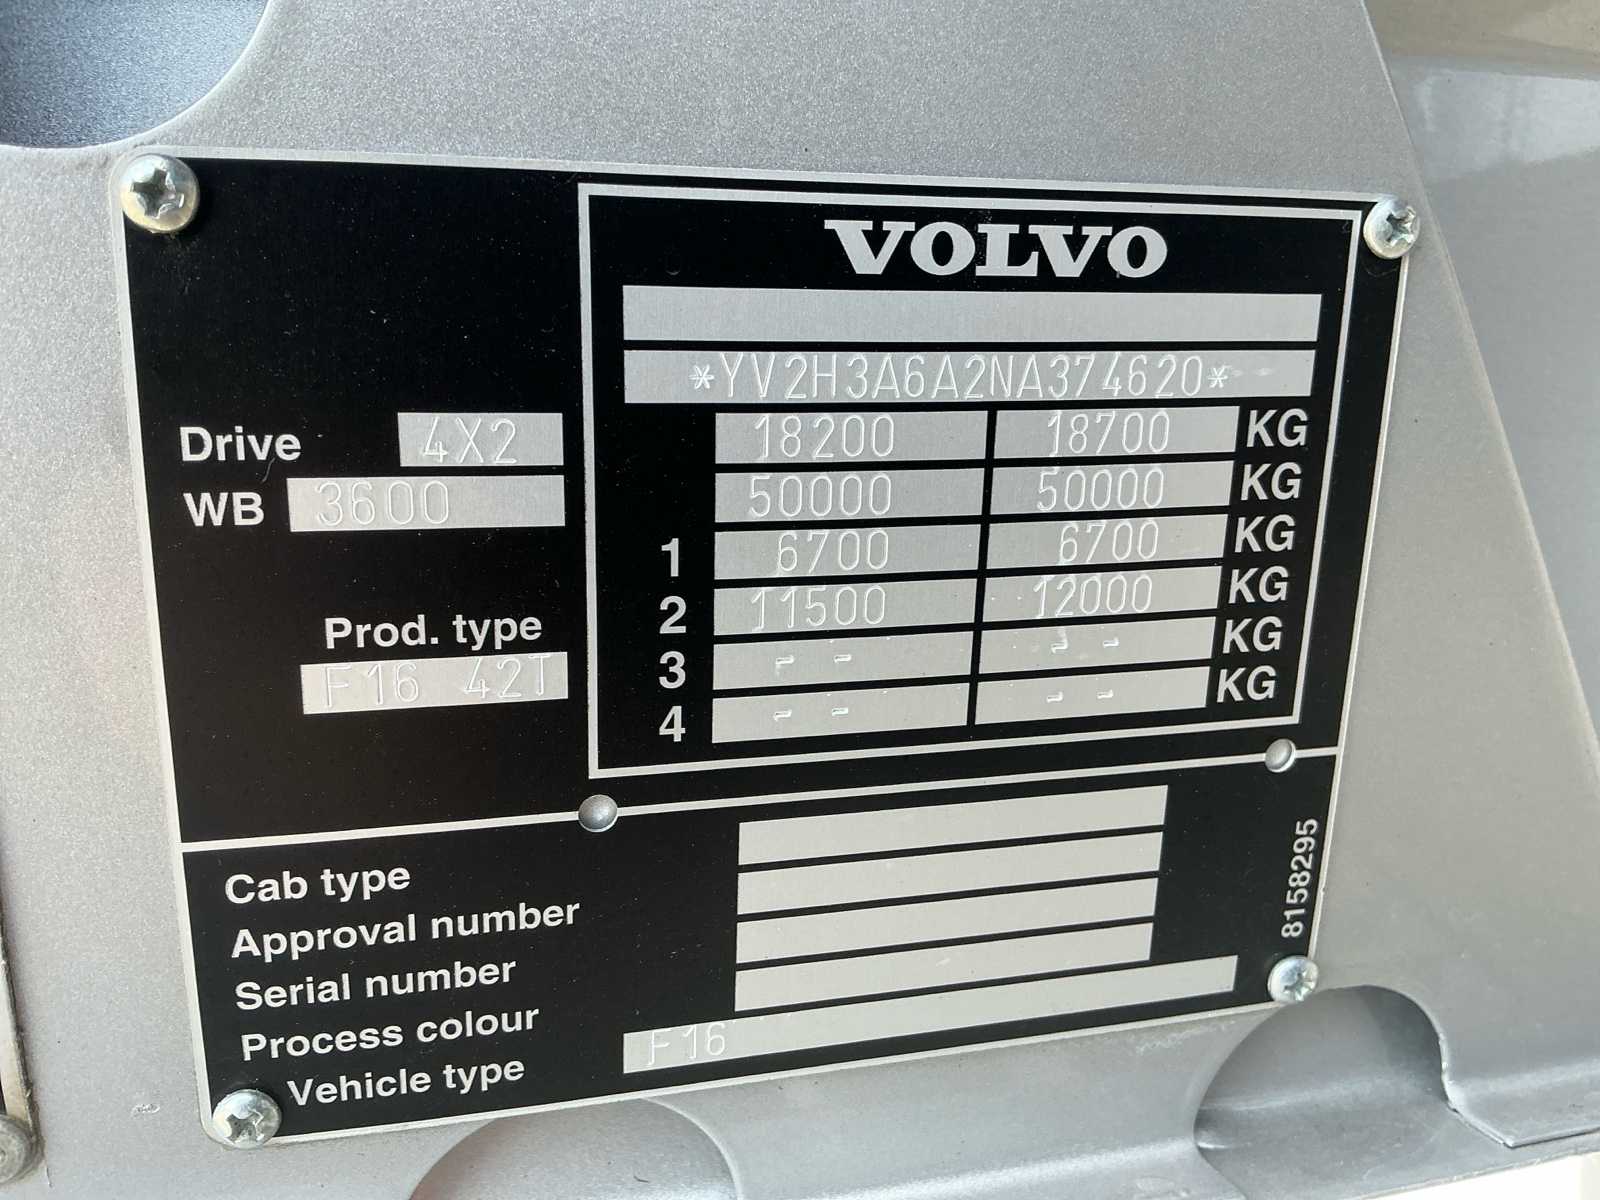 VOLVO
*YV2H3A6A2NA374620*
Drive 4X2
WB 3600
18200 18700 KG
50000 50000 KG
1 6700 6700 KG
2 11500 12000 KG
3 -- -- KG
4 -- -- KG
Prod. type
F16 42T
Cab type
Approval number
Serial number
Process colour
Vehicle type F16
8158295